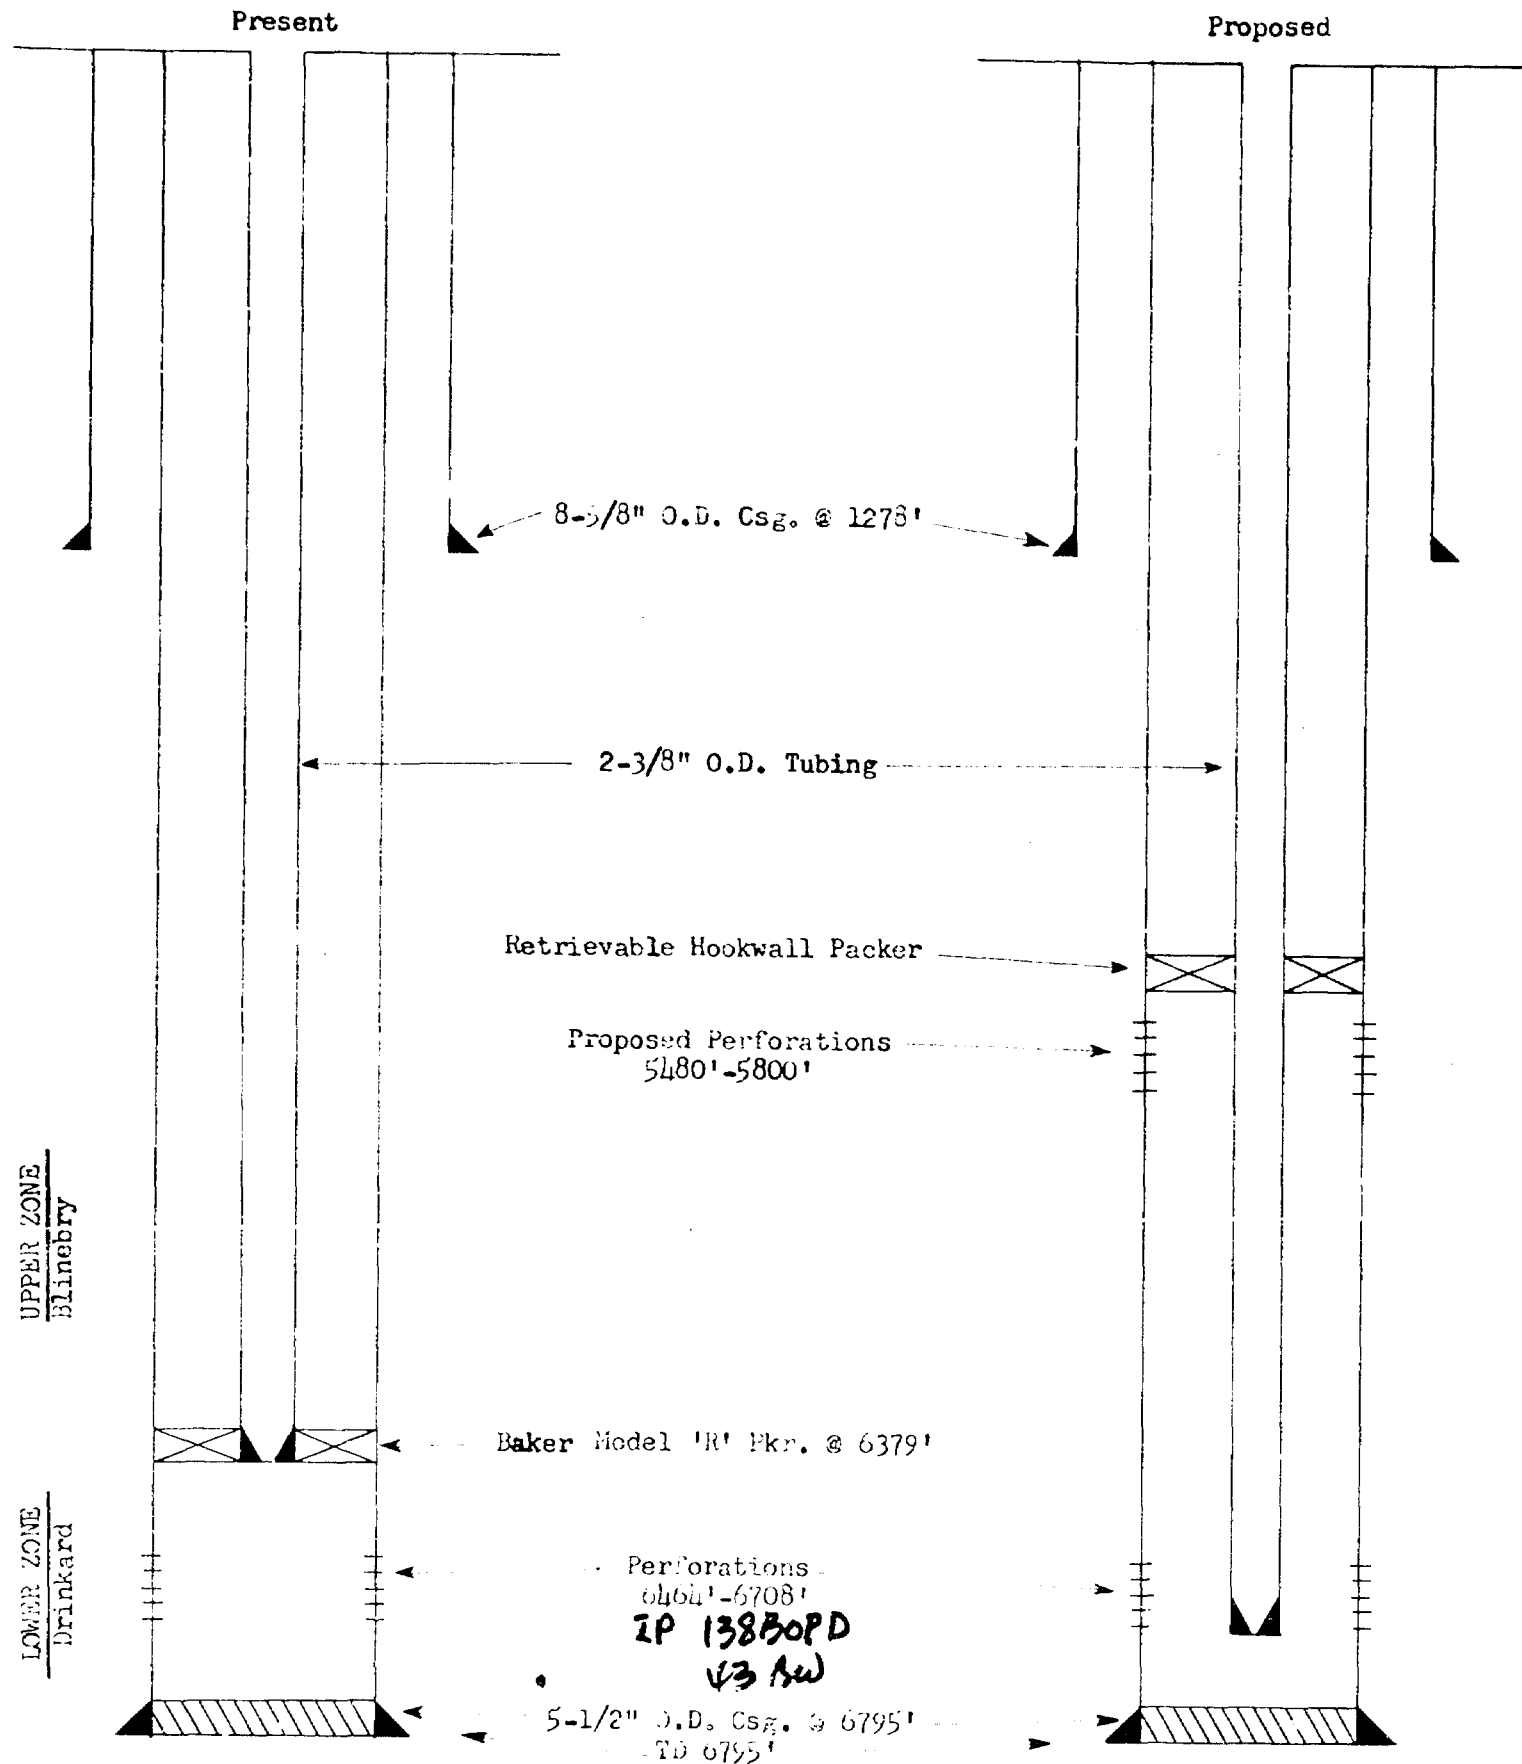 Present
Proposed
8-5/8" O.D. Csg. @ 1278'
2-3/8" O.D. Tubing
Retrievable Hookwall Packer
Proposed Perforations
5480'-5800'
UPPER ZONE
Blinebry
Baker Model 'R' Pkr. @ 6379'
LOWER ZONE
Drinkard
Perforations
6464'-6708'
IP 138BOPD
43 BW
5-1/2" O.D. Csg. @ 6795'
TD 6795'